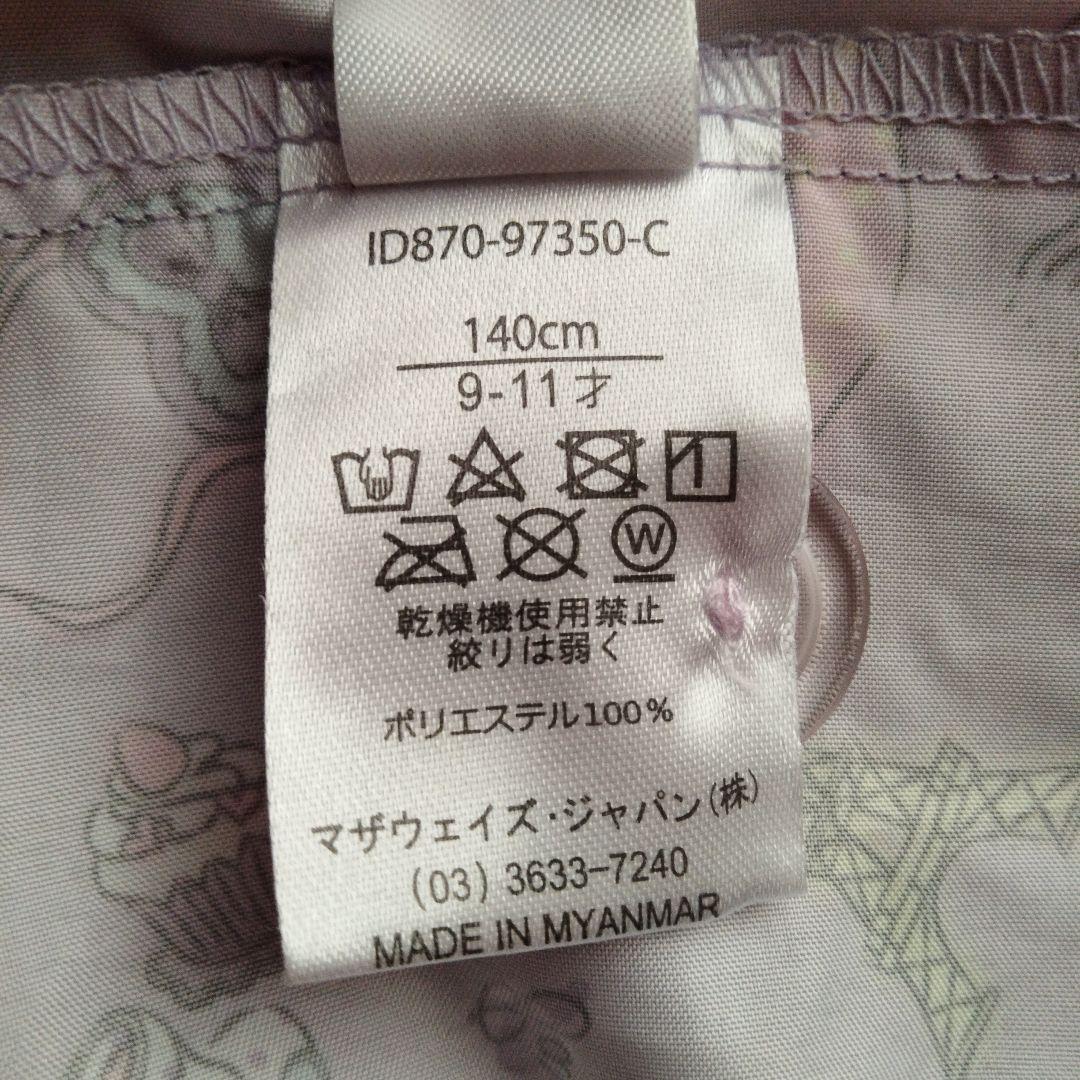 ID870-97350-C
140cm
9-11才
W
乾燥機使用禁止
絞りは弱く
ポリエステル100%
マザウェイズ・ジャパン(株)
(03) 3633-7240
MADE IN MYANMAR